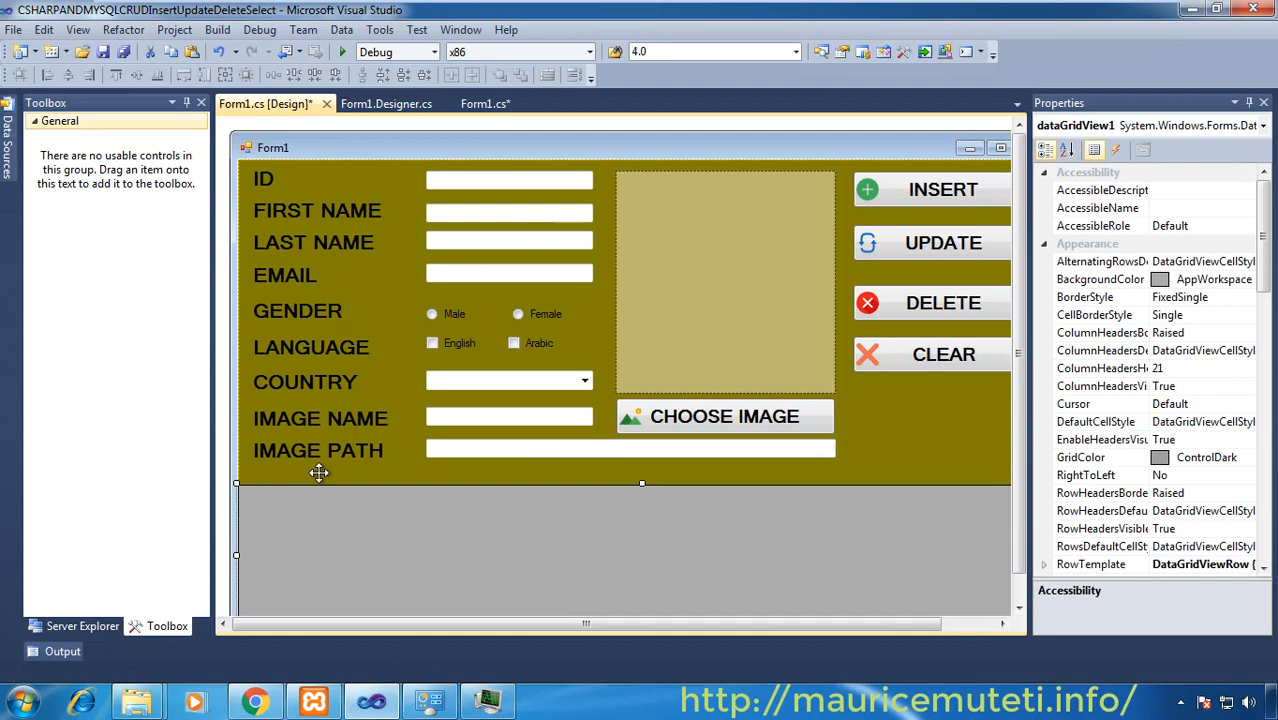 CSHARPANDMYSQLCRUDInsertUpdateDeleteSelect - Microsoft Visual Studio
File Edit View Refactor Project Build Debug Team Data Tools Test Window Help
Debug x86 4.0
Toolbox
General
There are no usable controls in
this group. Drag an item onto
this text to add it to the toolbox.
Data Sources
Server Explorer Toolbox
Output
Form1.cs [Design]* Form1.Designer.cs Form1.cs*
Form1
ID
FIRST NAME
LAST NAME
EMAIL
GENDER Male Female
LANGUAGE English Arabic
COUNTRY
IMAGE NAME
IMAGE PATH
CHOOSE IMAGE
INSERT
UPDATE
DELETE
CLEAR
Properties
dataGridView1 System.Windows.Forms.Dat
Accessibility
AccessibleDescript
AccessibleName
AccessibleRole Default
Appearance
AlternatingRowsDe DataGridViewCellStyl
BackgroundColor AppWorkspace
BorderStyle FixedSingle
CellBorderStyle Single
ColumnHeadersBo Raised
ColumnHeadersDe DataGridViewCellStyl
ColumnHeadersHe 21
ColumnHeadersVi True
Cursor Default
DefaultCellStyle DataGridViewCellStyl
EnableHeadersVis True
GridColor ControlDark
RightToLeft No
RowHeadersBorde Raised
RowHeadersDefau DataGridViewCellStyl
RowHeadersVisible True
RowsDefaultCellSt DataGridViewCellStyl
RowTemplate DataGridViewRow {
Accessibility
http://mauricemuteti.info/